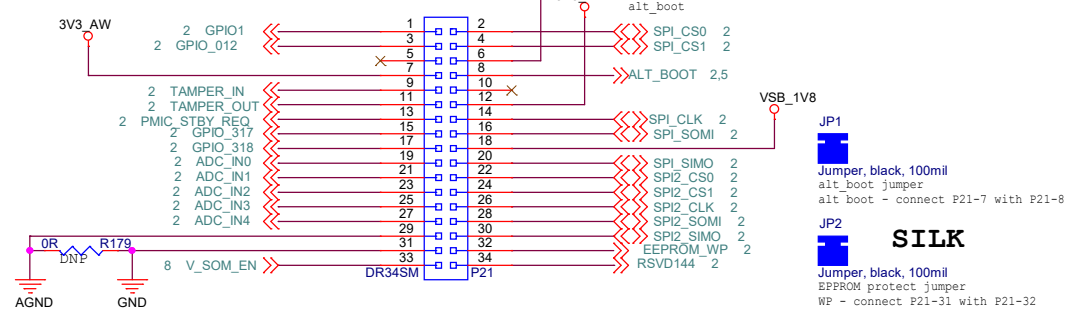 alt_boot
3V3_AW
2 GPIO1 1 2 SPI_CS0 2
2 GPIO_012 3 4 SPI_CS1 2
5 6
7 8 ALT_BOOT 2,5
2 TAMPER_IN 9 10
2 TAMPER_OUT 11 12
VSB_1V8
2 PMIC_STBY_REQ 13 14 SPI_CLK 2
2 GPIO_317 15 16 SPI_SOMI 2
2 GPIO_318 17 18
2 ADC_IN0 19 20 SPI_SIMO 2
2 ADC_IN1 21 22 SPI2_CS0 2
2 ADC_IN2 23 24 SPI2_CS1 2
2 ADC_IN3 25 26 SPI2_CLK 2
2 ADC_IN4 27 28 SPI2_SOMI 2
29 30 SPI2_SIMO 2
0R R179 31 32 EEPROM_WP 2
DNP
8 V_SOM_EN 33 34 RSVD144 2
DR34SM P21
AGND GND
JP1
Jumper, black, 100mil
alt_boot jumper
alt boot - connect P21-7 with P21-8
JP2
SILK
Jumper, black, 100mil
EPPROM protect jumper
WP - connect P21-31 with P21-32